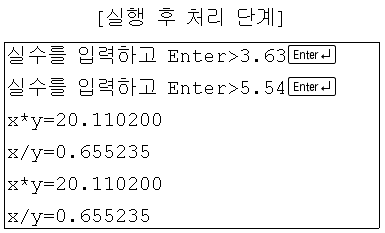 [실행 후 처리 단계]
실수를 입력하고 Enter>3.63Enter↵
실수를 입력하고 Enter>5.54Enter↵
x*y=20.110200
x/y=0.655235
x*y=20.110200
x/y=0.655235